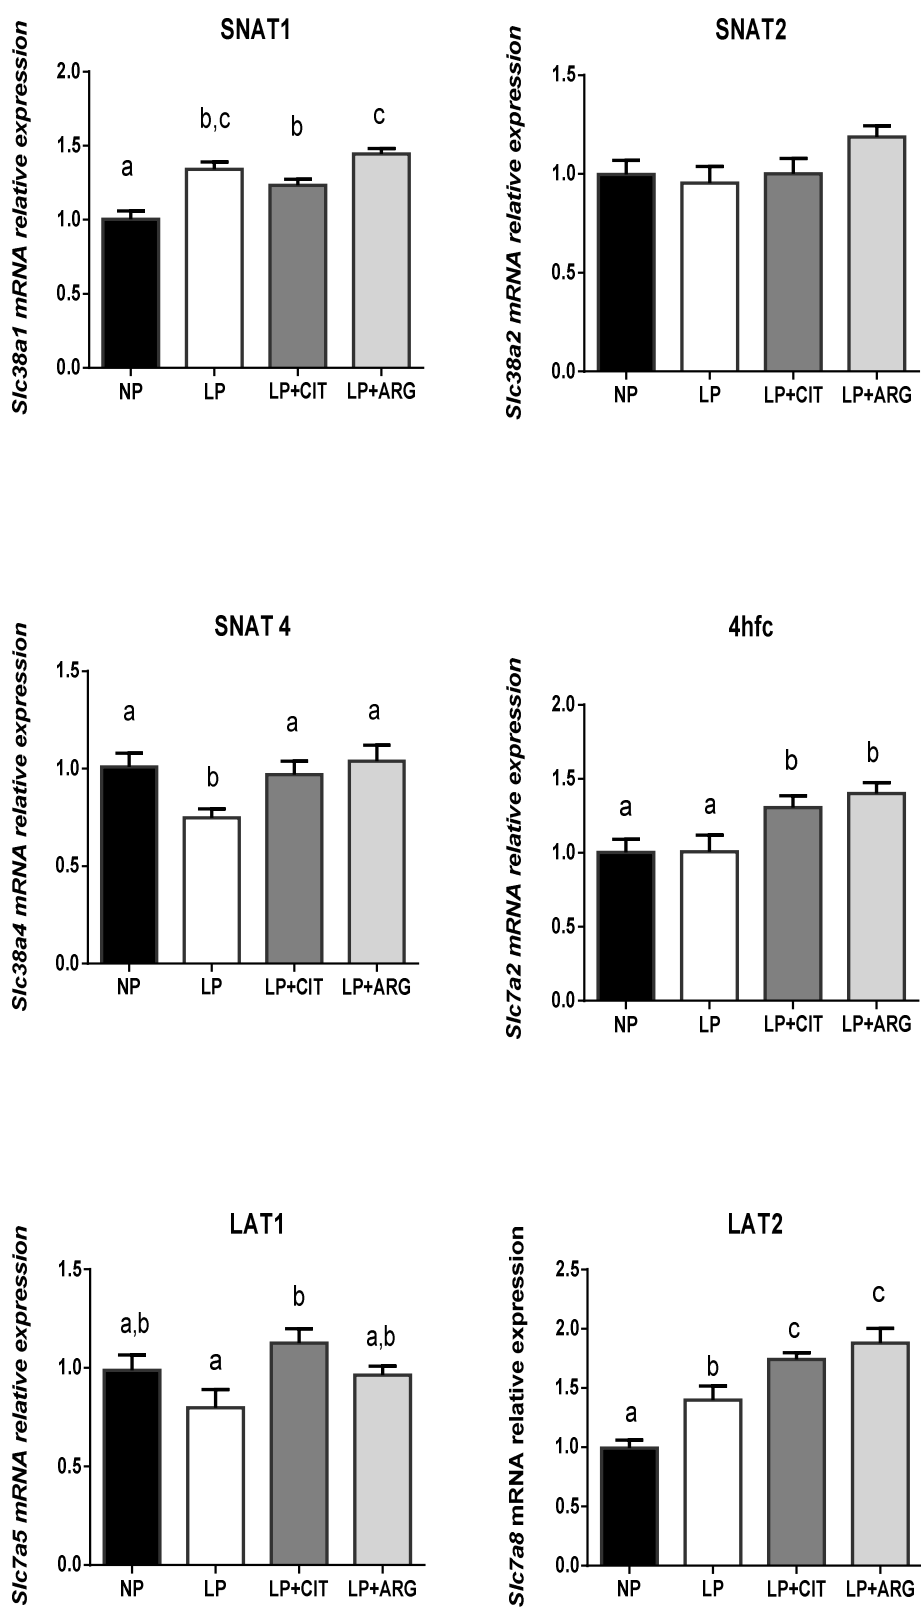 SNAT1
Slc38a1 mRNA relative expression
2.0
1.5
1.0
0.5
0.0
a
b,c
b
c
NP
LP
LP+CIT
LP+ARG
SNAT2
Slc38a2 mRNA relative expression
1.5
1.0
0.5
0.0
NP
LP
LP+CIT
LP+ARG
SNAT 4
Slc38a4 mRNA relative expression
1.5
1.0
0.5
0.0
a
b
a
a
NP
LP
LP+CIT
LP+ARG
4hfc
Slc7a2 mRNA relative expression
2.0
1.5
1.0
0.5
0.0
a
a
b
b
NP
LP
LP+CIT
LP+ARG
LAT1
Slc7a5 mRNA relative expression
1.5
1.0
0.5
0.0
a,b
a
b
a,b
NP
LP
LP+CIT
LP+ARG
LAT2
Slc7a8 mRNA relative expression
2.5
2.0
1.5
1.0
0.5
0.0
a
b
c
c
NP
LP
LP+CIT
LP+ARG